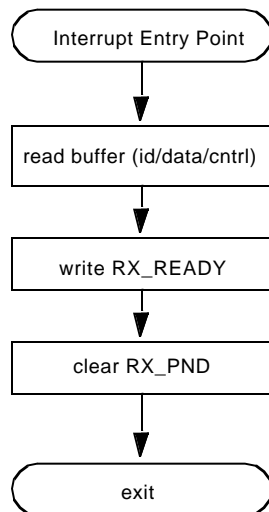 Interrupt Entry Point
read buffer (id/data/cntrl)
write RX_READY
clear RX_PND
exit